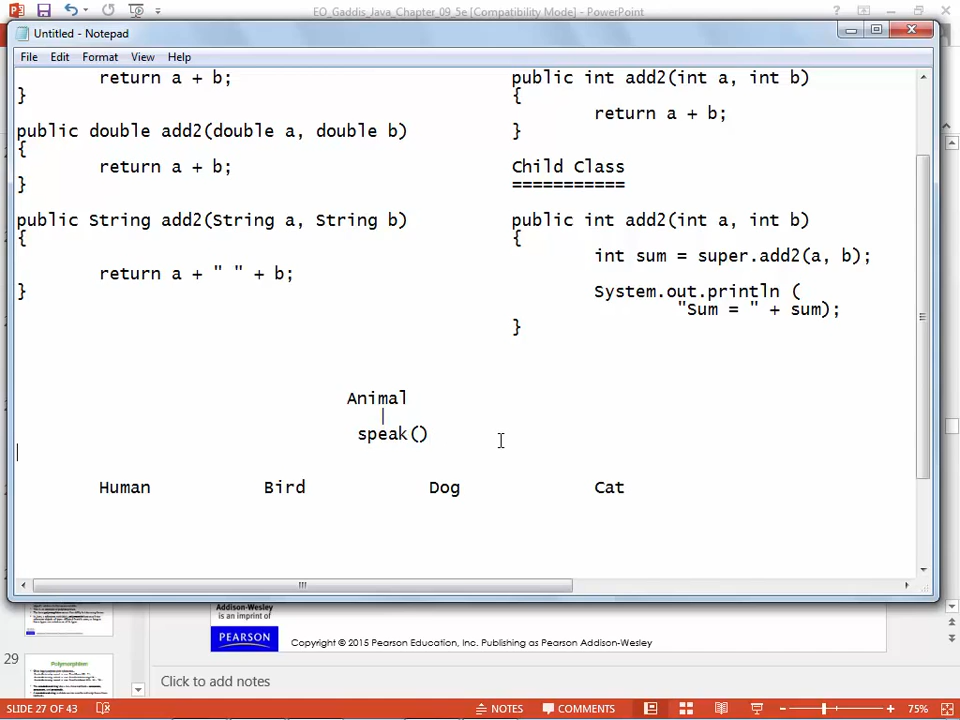 EO_Gaddis_Java_Chapter_09_5e [Compatibility Mode] - PowerPoint
Untitled - Notepad
File Edit Format View Help
return a + b;
}
public double add2(double a, double b)
{
return a + b;
}
public String add2(String a, String b)
{
return a + " " + b;
}
public int add2(int a, int b)
{
return a + b;
}
Child Class
===========
public int add2(int a, int b)
{
int sum = super.add2(a, b);
System.out.println (
"Sum = " + sum);
}
Animal
|
speak()
Human Bird Dog Cat
Addison-Wesley
is an imprint of
PEARSON
Copyright © 2015 Pearson Education, Inc. Publishing as Pearson Addison-Wesley
29
Polymorphism
Click to add notes
SLIDE 27 OF 43 NOTES COMMENTS 75%